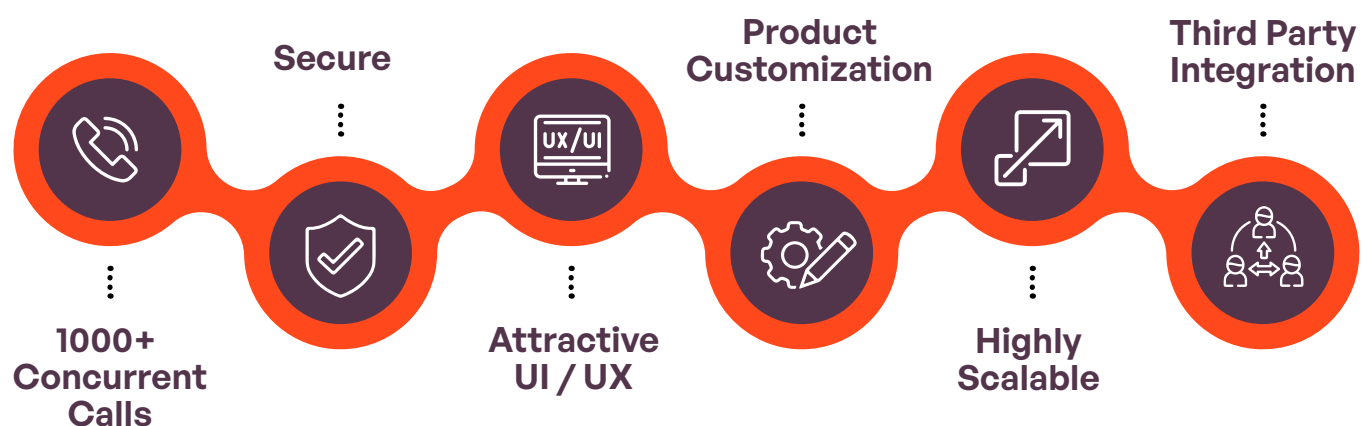 1000+
Concurrent
Calls
Secure
UX/UI
Attractive
UI / UX
Product
Customization
Highly
Scalable
Third Party
Integration